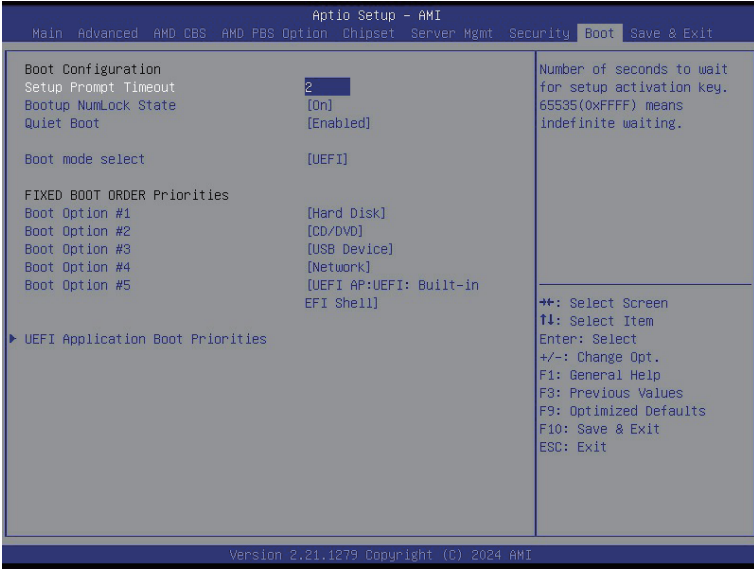 Aptio Setup – AMI
Main Advanced AMD CBS AMD PBS Option Chipset Server Mgmt Security Boot Save & Exit
Boot Configuration
Setup Prompt Timeout 2
Bootup NumLock State [On]
Quiet Boot [Enabled]
Boot mode select [UEFI]
FIXED BOOT ORDER Priorities
Boot Option #1 [Hard Disk]
Boot Option #2 [CD/DVD]
Boot Option #3 [USB Device]
Boot Option #4 [Network]
Boot Option #5 [UEFI AP:UEFI: Built-in
EFI Shell]
UEFI Application Boot Priorities
Number of seconds to wait
for setup activation key.
65535(0xFFFF) means
indefinite waiting.
→←: Select Screen
↑↓: Select Item
Enter: Select
+/-: Change Opt.
F1: General Help
F3: Previous Values
F9: Optimized Defaults
F10: Save & Exit
ESC: Exit
Version 2.21.1279 Copyright (C) 2024 AMI